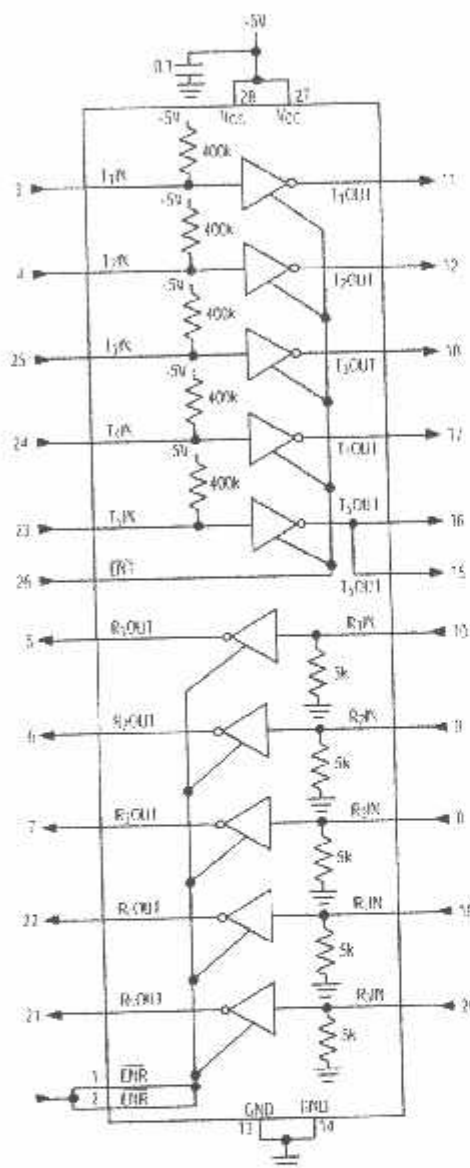 -5V
0.1
28 27
VCC VCC
-5V
400k
3 T₁IN T₁OUT 11
-5V
400k
4 T₂IN T₂OUT 12
-5V
400k
25 T₃IN T₃OUT 18
-5V
400k
24 T₄IN T₄OUT 17
-5V
400k
23 T₅IN T₅OUT 16
26 ENT
T₅OUT 15
5 R₁OUT R₁IN 10
5k
6 R₂OUT R₂IN
5k
7 R₃OUT R₃IN
5k
22 R₄OUT R₄IN
5k
21 R₅OUT R₅IN 20
5k
1 ENR
2 ENR
GND GND
13 14